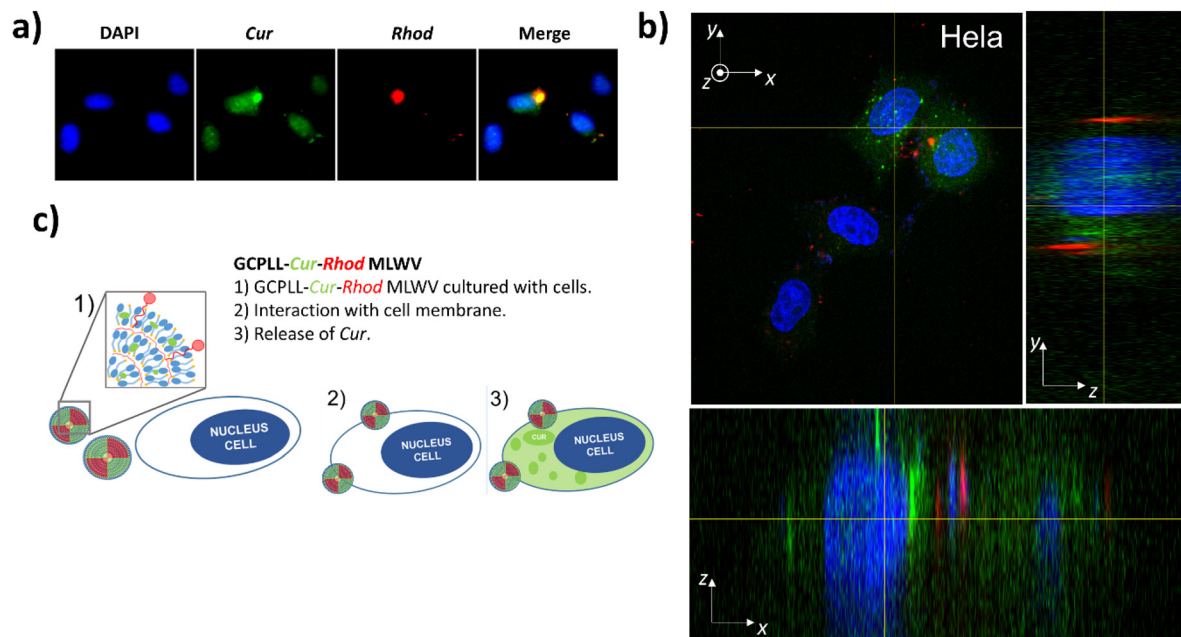 a)
DAPI
Cur
Rhod
Merge
b)
Hela
y
z
x
y
z
z
x
c)
GCPLL-Cur-Rhod MLWV
1) GCPLL-Cur-Rhod MLWV cultured with cells.
2) Interaction with cell membrane.
3) Release of Cur.
1)
NUCLEUS
CELL
2)
NUCLEUS
CELL
3)
CUR
NUCLEUS
CELL